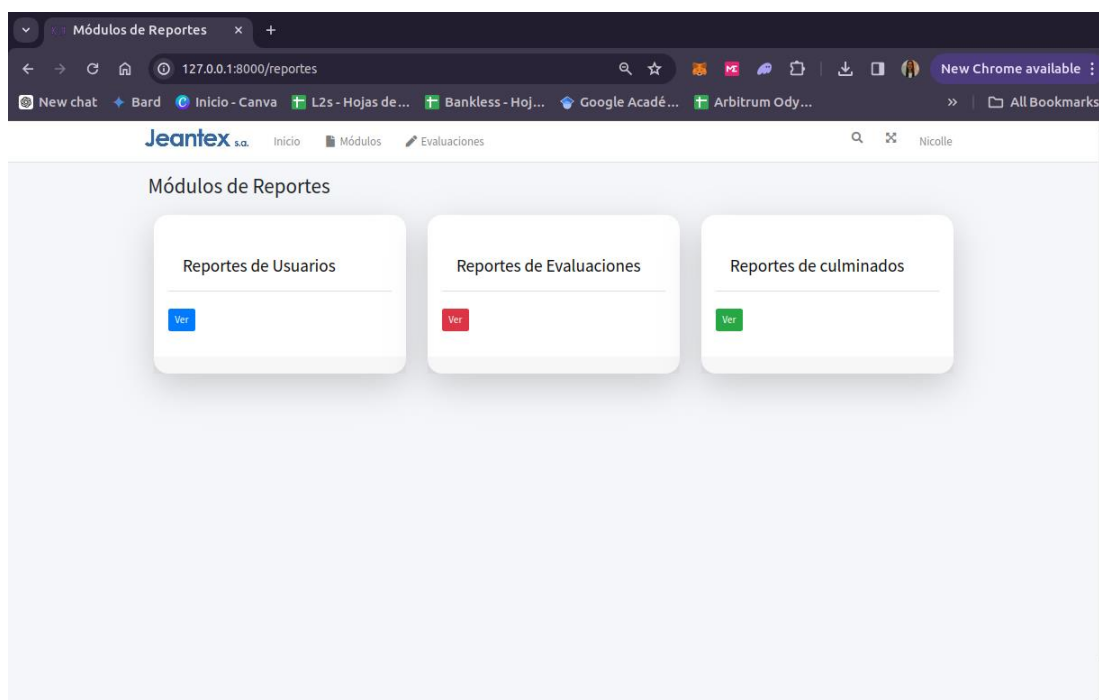 Módulos de Reportes
127.0.0.1:8000/reportes
New Chrome available
New chat
Bard
Inicio - Canva
L2s - Hojas de...
Bankless - Hoj...
Google Acadé...
Arbitrum Ody...
»
All Bookmarks
Jeantex s.a.
Inicio
Módulos
Evaluaciones
Nicolle
Módulos de Reportes
Reportes de Usuarios
Ver
Reportes de Evaluaciones
Ver
Reportes de culminados
Ver